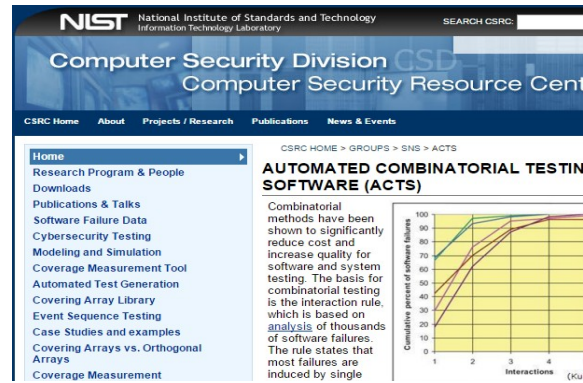 NIST
National Institute of
Standards and Technology
Information Technology Laboratory
SEARCH CSRC:
Computer Security Division
CSD
Computer Security Resource Cent
CSRC Home About Projects / Research Publications News & Events
CSRC HOME > GROUPS > SNS > ACTS
Home
Research Program & People
Downloads
Publications & Talks
Software Failure Data
Cybersecurity Testing
Modeling and Simulation
Coverage Measurement Tool
Automated Test Generation
Covering Array Library
Event Sequence Testing
Case Studies and examples
Covering Arrays vs. Orthogonal
Arrays
Coverage Measurement
AUTOMATED COMBINATORIAL TESTIN
SOFTWARE (ACTS)
Combinatorial
methods have been
shown to significantly
reduce cost and
increase quality for
software and system
testing. The basis for
combinatorial testing
is the interaction rule,
which is based on
analysis of thousands
of software failures.
The rule states that
most failures are
induced by single
Cumulative percent of software failures
100
90
80
70
60
50
40
30
20
10
0
1 2 3 4
Interactions
(Ku